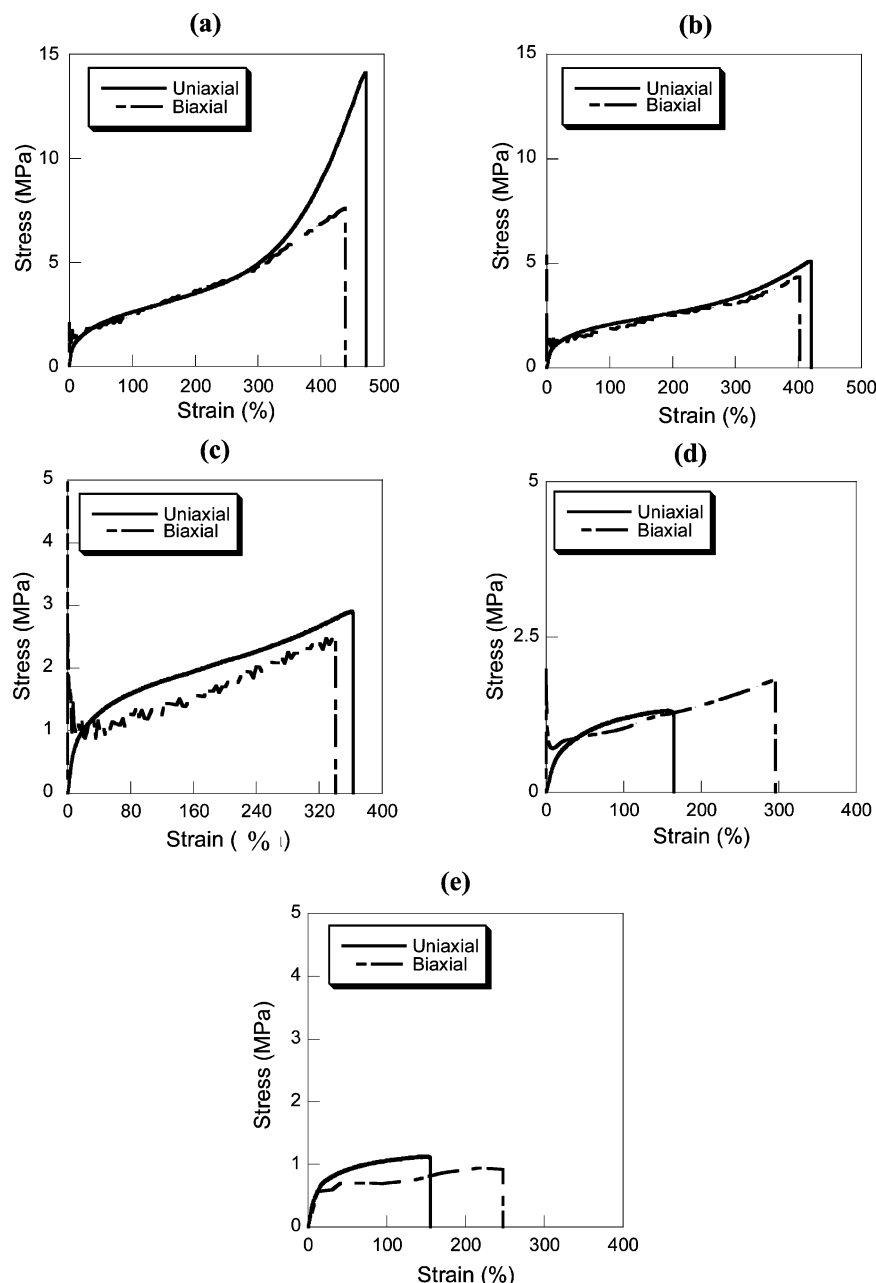 (a)
15
10
5
0
Stress (MPa)
Uniaxial
Biaxial
0 100 200 300 400 500
Strain (%)
(b)
15
10
5
0
Stress (MPa)
Uniaxial
Biaxial
0 100 200 300 400 500
Strain (%)
(c)
5
4
3
2
1
0
Stress (MPa)
Uniaxial
Biaxial
0 80 160 240 320 400
Strain ( % )
(d)
5
2.5
0
Stress (MPa)
Uniaxial
Biaxial
0 100 200 300 400
Strain (%)
(e)
5
4
3
2
1
0
Stress (MPa)
Uniaxial
Biaxial
0 100 200 300 400
Strain (%)